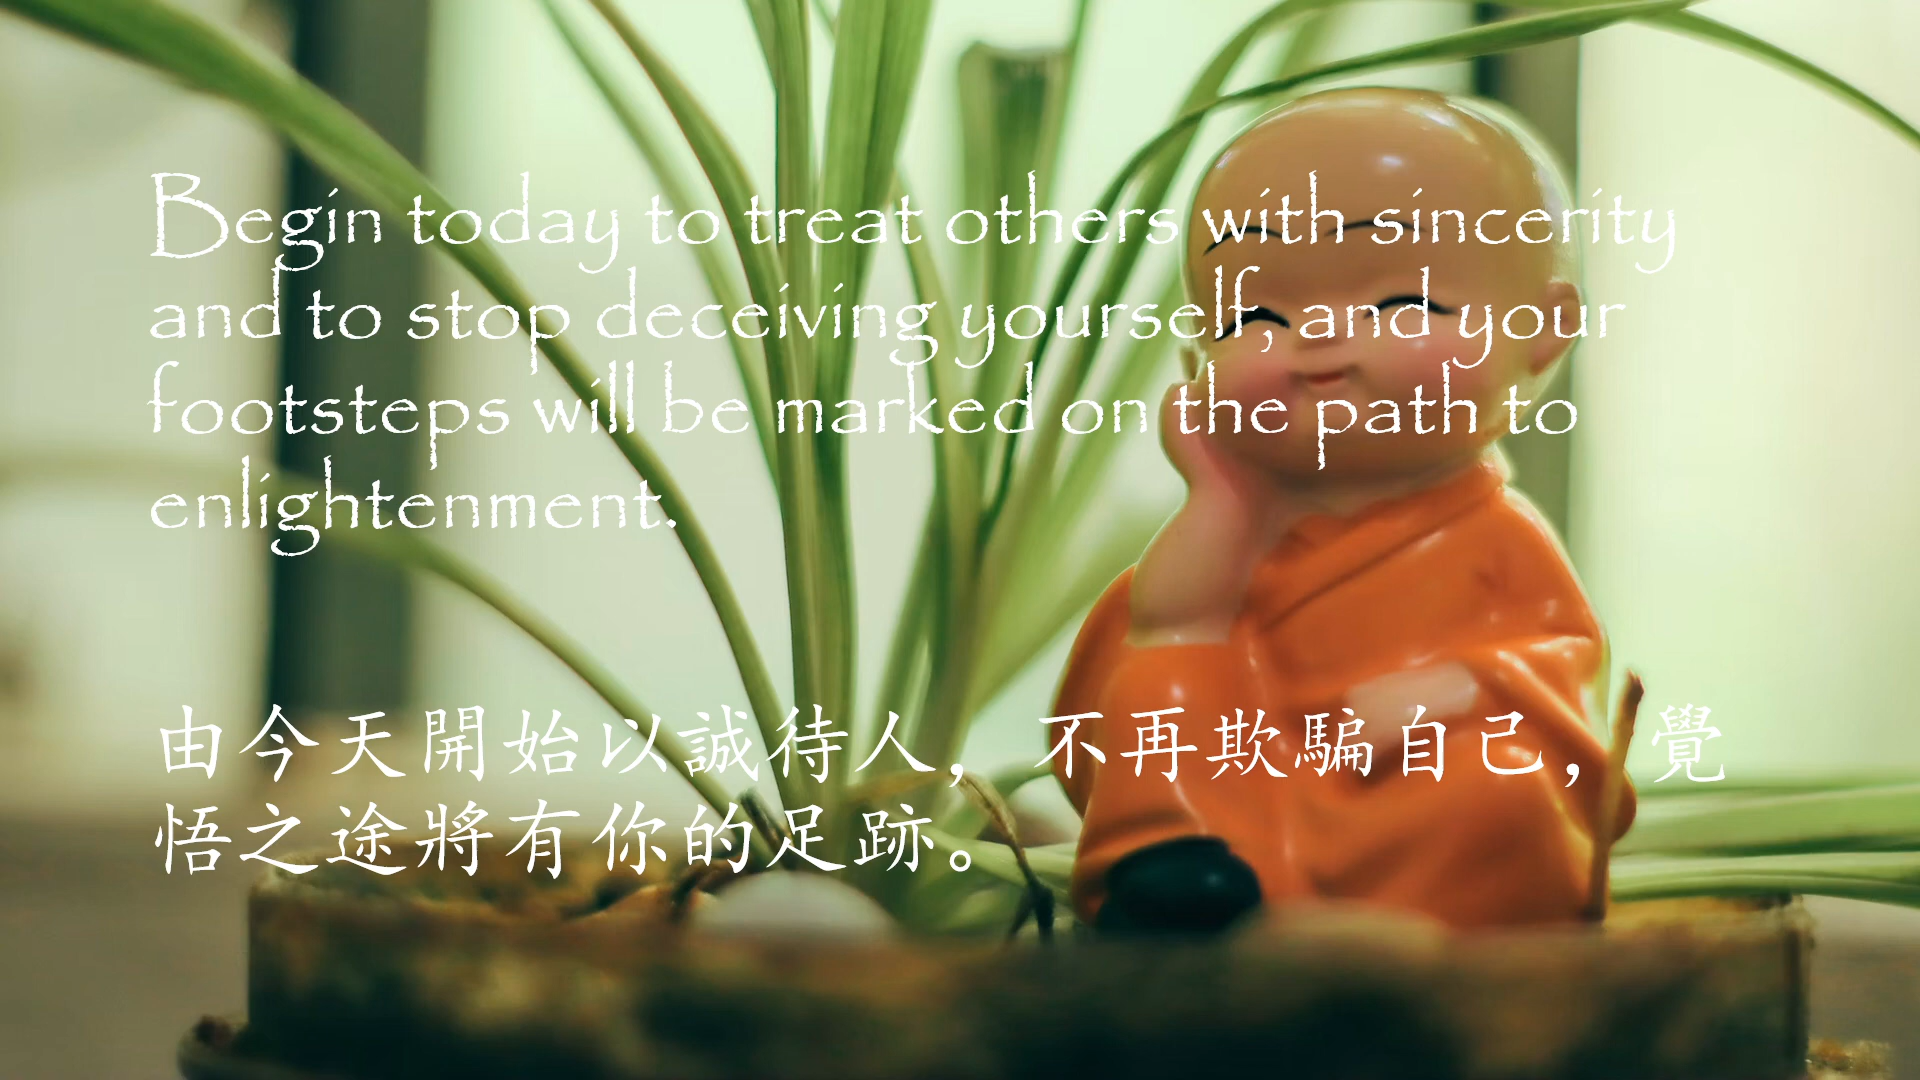 Begin today to treat others with sincerity
and to stop deceiving yourself, and your
footsteps will be marked on the path to
enlightenment.
由今天開始以誠待人，不再欺騙自己，覺
悟之途將有你的足跡。